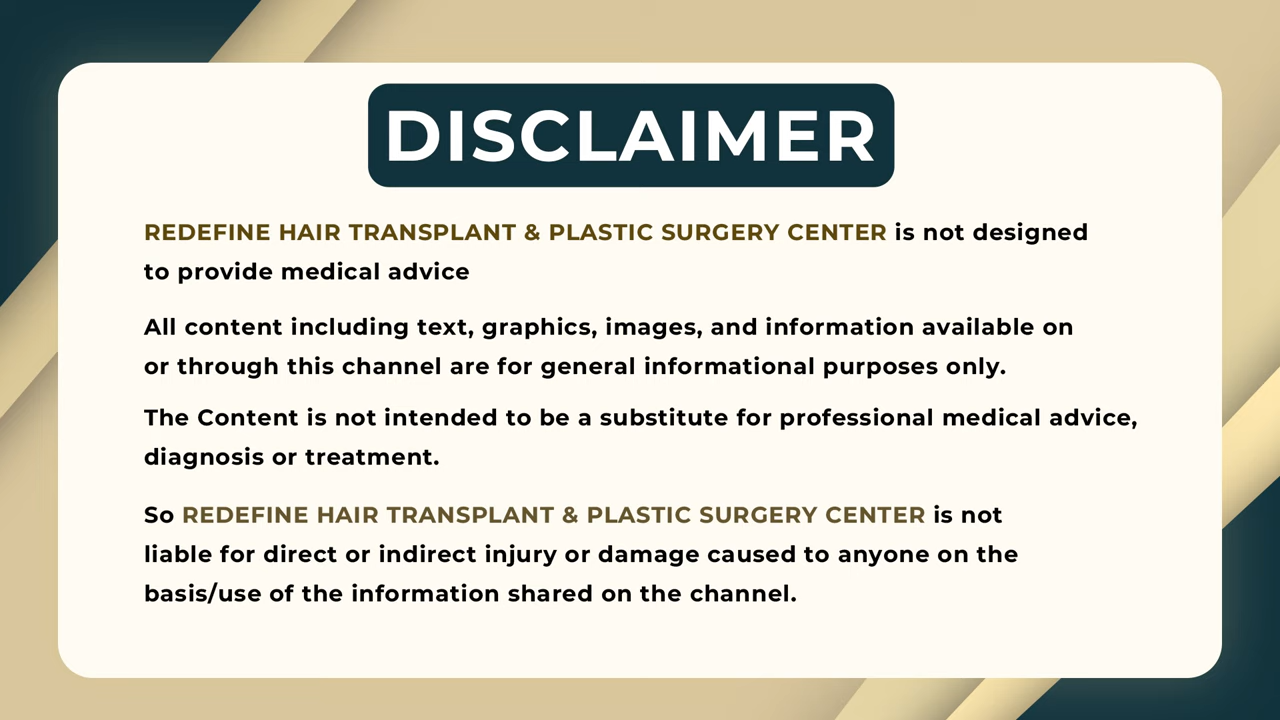 DISCLAIMER
REDEFINE HAIR TRANSPLANT & PLASTIC SURGERY CENTER is not designed
to provide medical advice
All content including text, graphics, images, and information available on
or through this channel are for general informational purposes only.
The Content is not intended to be a substitute for professional medical advice,
diagnosis or treatment.
So REDEFINE HAIR TRANSPLANT & PLASTIC SURGERY CENTER is not
liable for direct or indirect injury or damage caused to anyone on the
basis/use of the information shared on the channel.